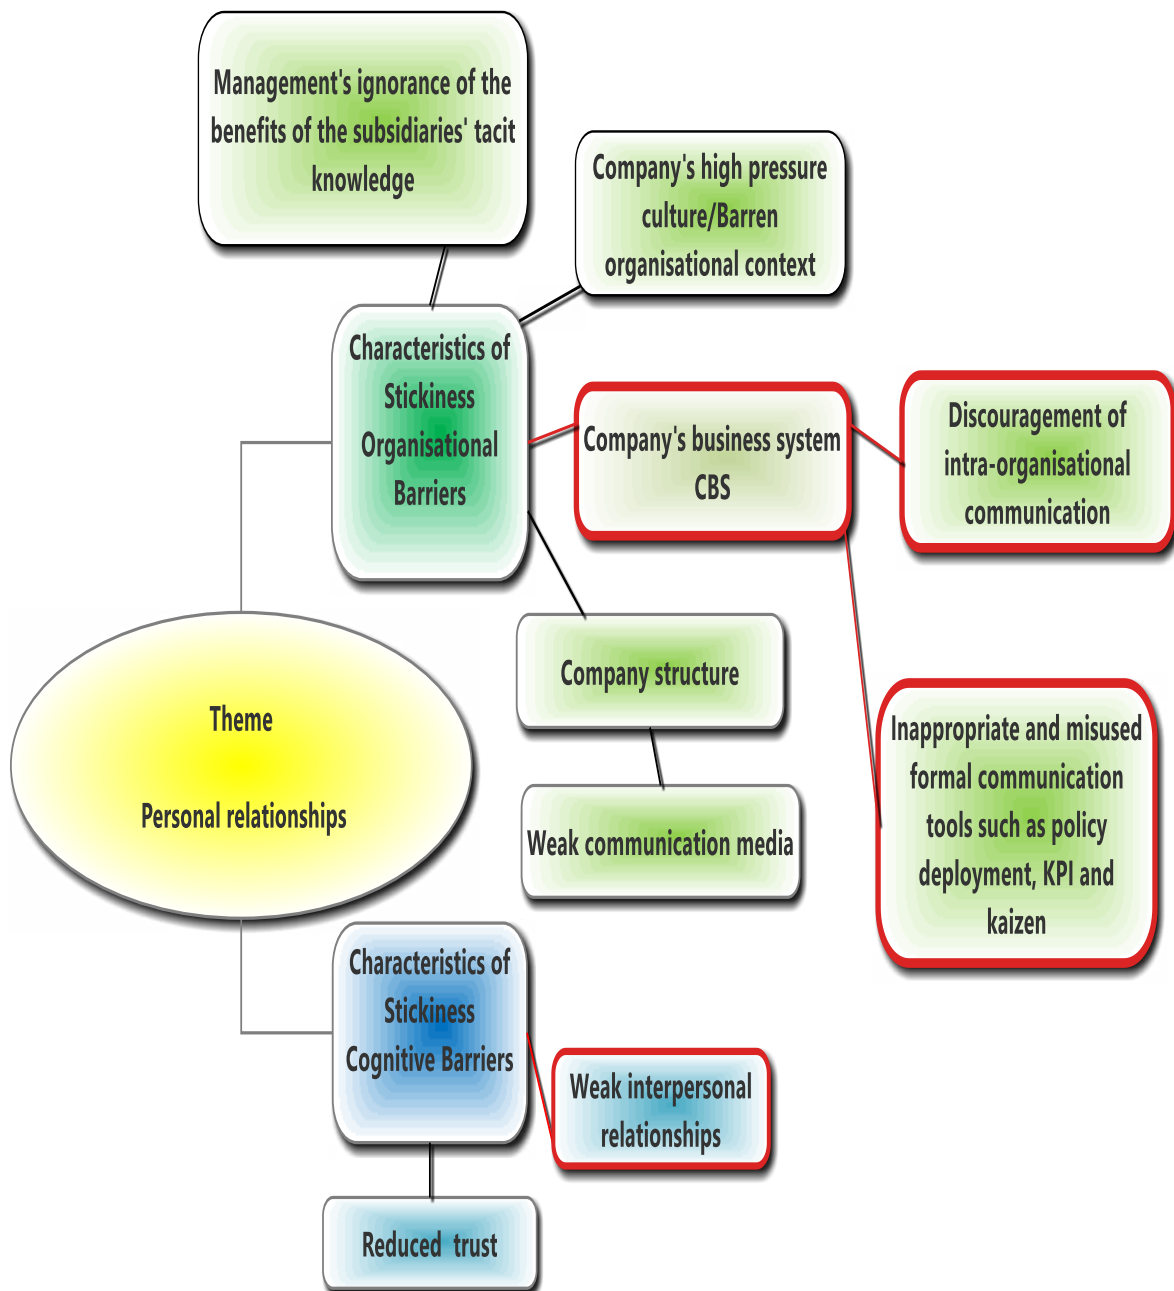 Management's ignorance of the
benefits of the subsidiaries' tacit
knowledge
Company's high pressure
culture/Barren
organisational context
Characteristics of
Stickiness
Organisational
Barriers
Company's business system
CBS
Discouragement of
intra-organisational
communication
Company structure
Weak communication media
Inappropriate and misused
formal communication
tools such as policy
deployment, KPI and
kaizen
Theme
Personal relationships
Characteristics of
Stickiness
Cognitive Barriers
Weak interpersonal
relationships
Reduced trust